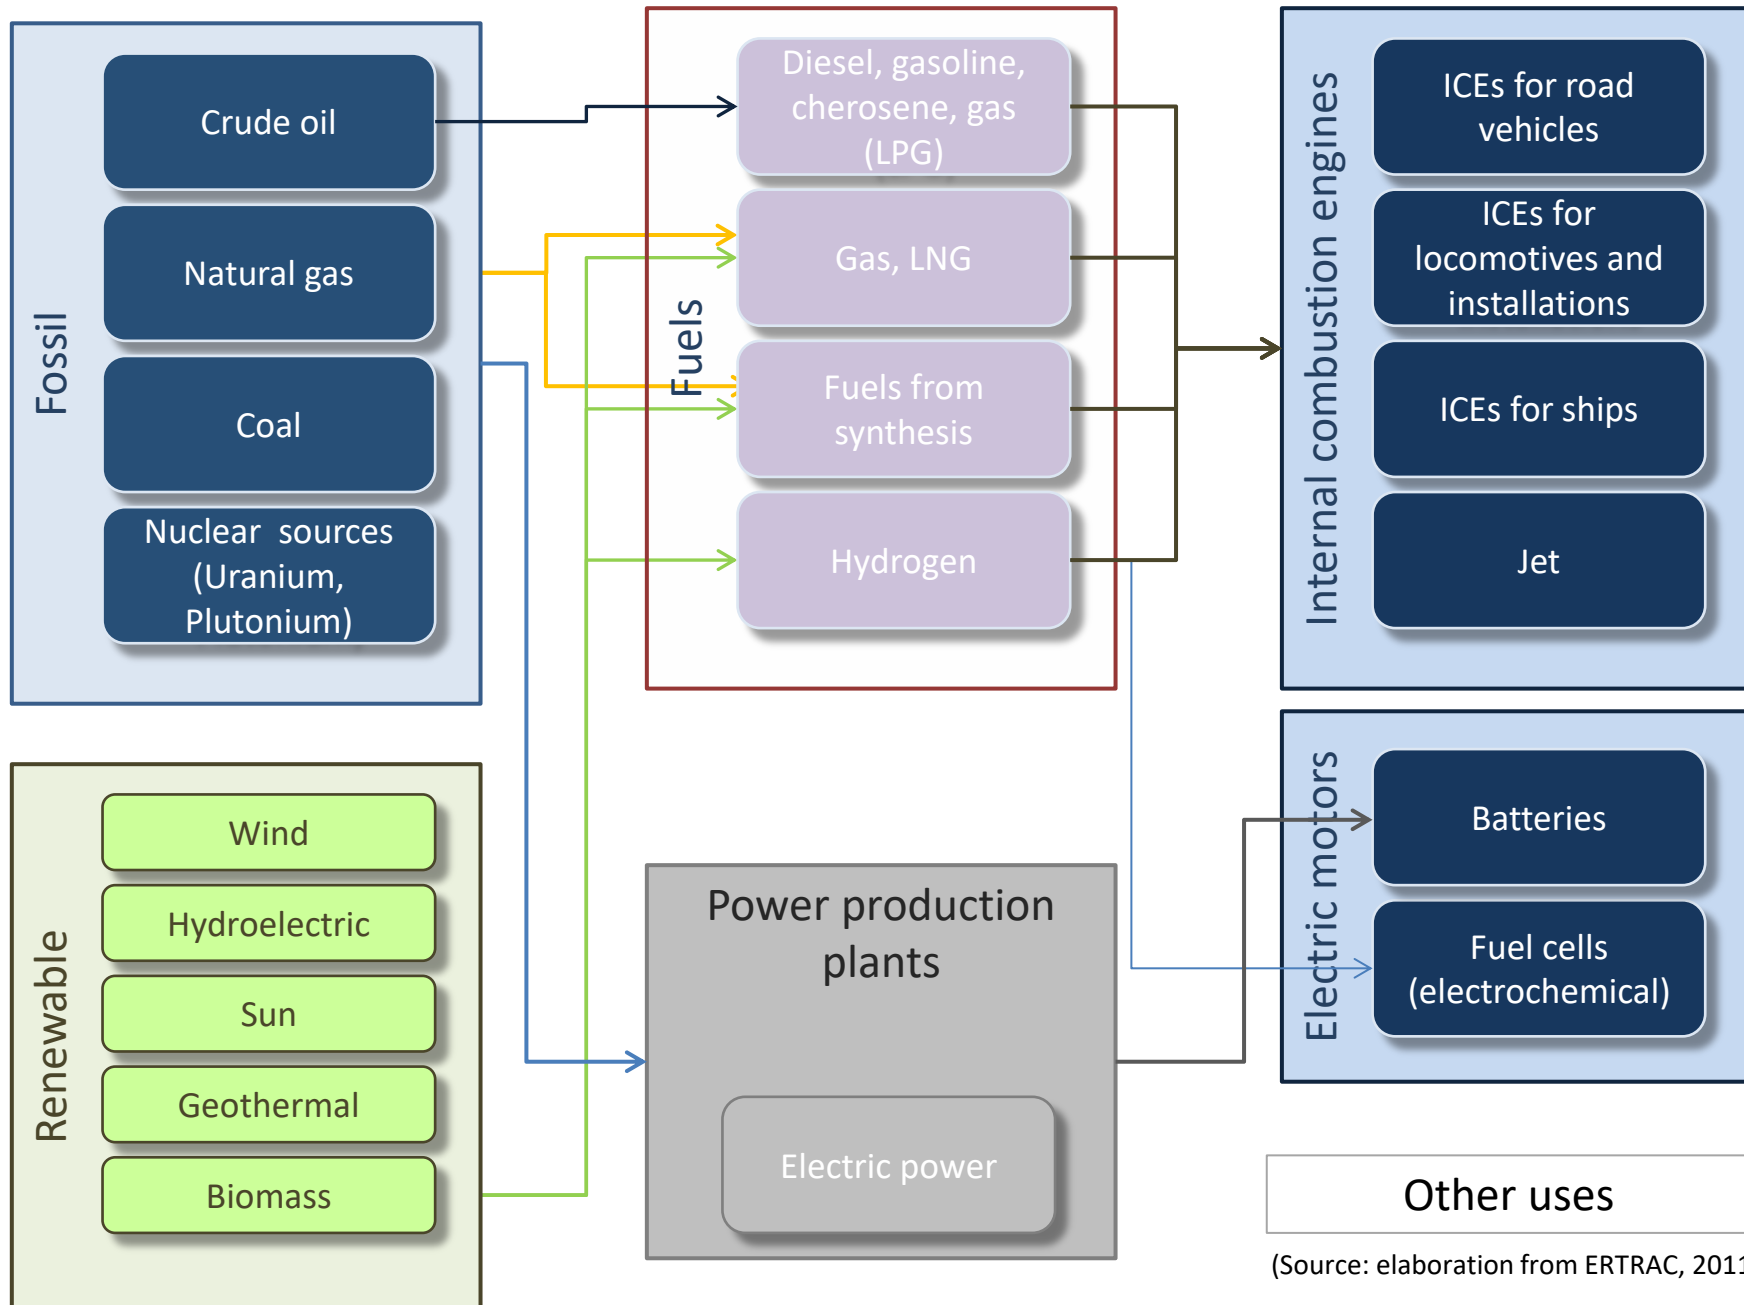 Fossil
Crude oil
Natural gas
Coal
Nuclear sources
(Uranium,
Plutonium)
Renewable
Wind
Hydroelectric
Sun
Geothermal
Biomass
Fuels
Diesel, gasoline,
cherosene, gas
(LPG)
Gas, LNG
Fuels from
synthesis
Hydrogen
Power production
plants
Electric power
Internal combustion engines
ICEs for road
vehicles
ICEs for
locomotives and
installations
ICEs for ships
Jet
Electric motors
Batteries
Fuel cells
(electrochemical)
Other uses
(Source: elaboration from ERTRAC, 2011